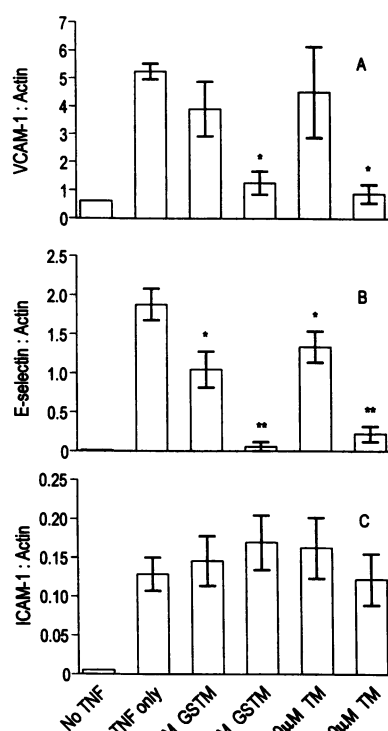 7
6
5
4
3
2
1
0
VCAM-1 : Actin
A
*
*
2.5
2.0
1.5
1.0
0.5
0
E-selectin : Actin
B
*
**
*
**
0.25
0.20
0.15
0.10
0.05
0
ICAM-1 : Actin
C
No TNF
TNF only
M GSTM
M GSTM
0µM TM
0µM TM